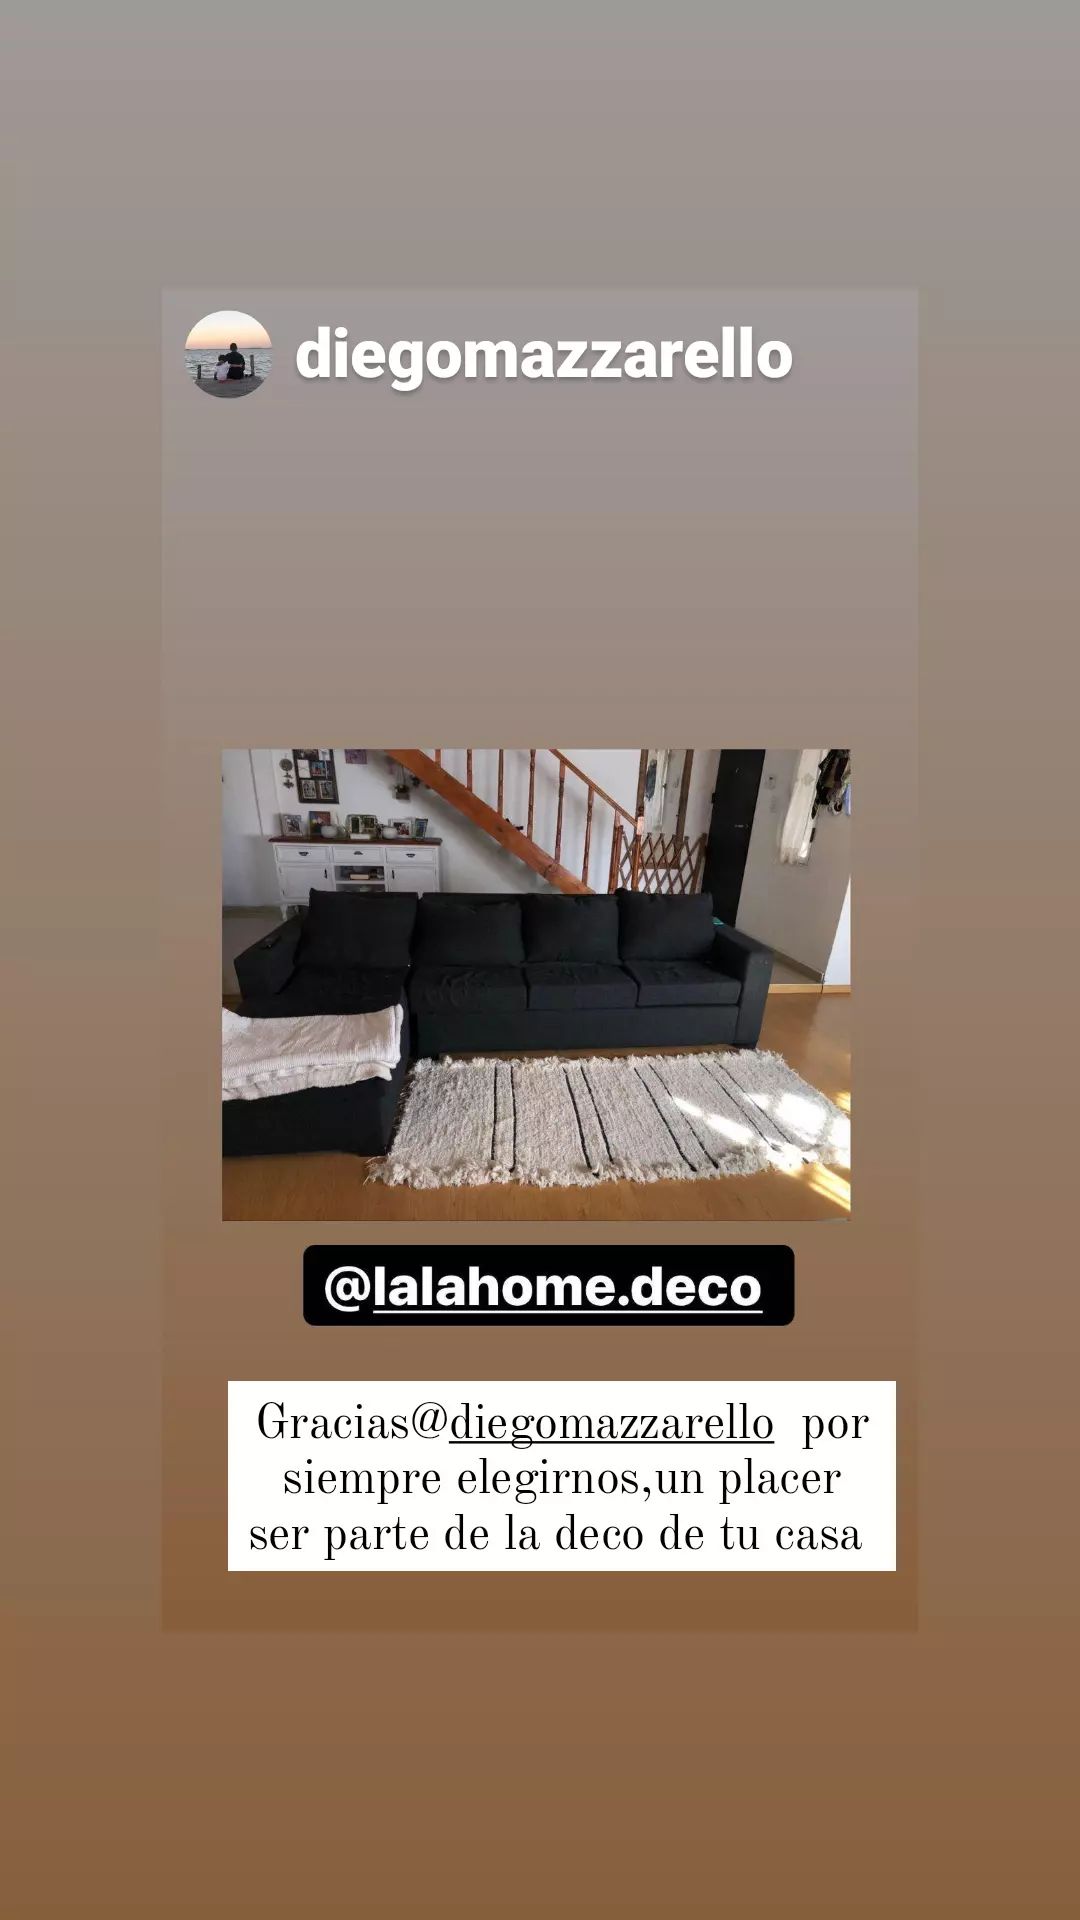 diegomazzarello
@lalahome.deco
Gracias@diegomazzarello por
siempre elegirnos,un placer
ser parte de la deco de tu casa